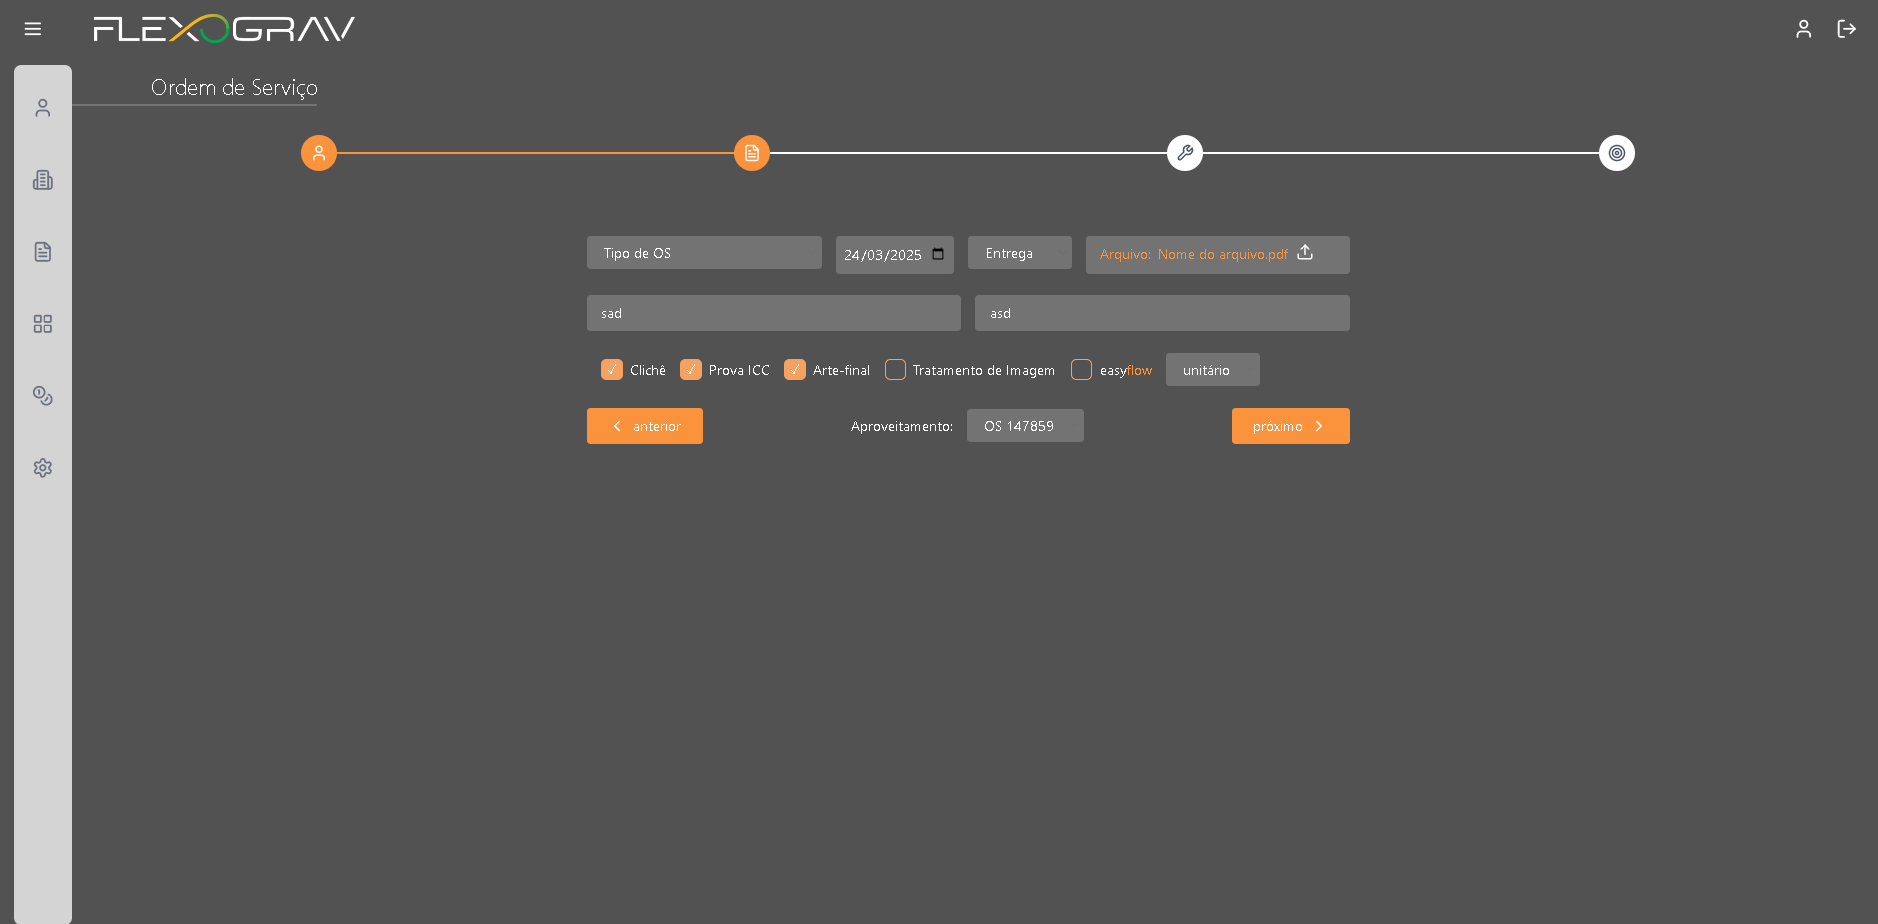 FLEXOGRAV
Ordem de Serviço
Tipo de OS 24/03/2025 Entrega Arquivo: Nome do arquivo.pdf
sad asd
Clichê Prova ICC Arte-final Tratamento de Imagem easyflow unitário
anterior Aproveitamento: OS 147859 próximo